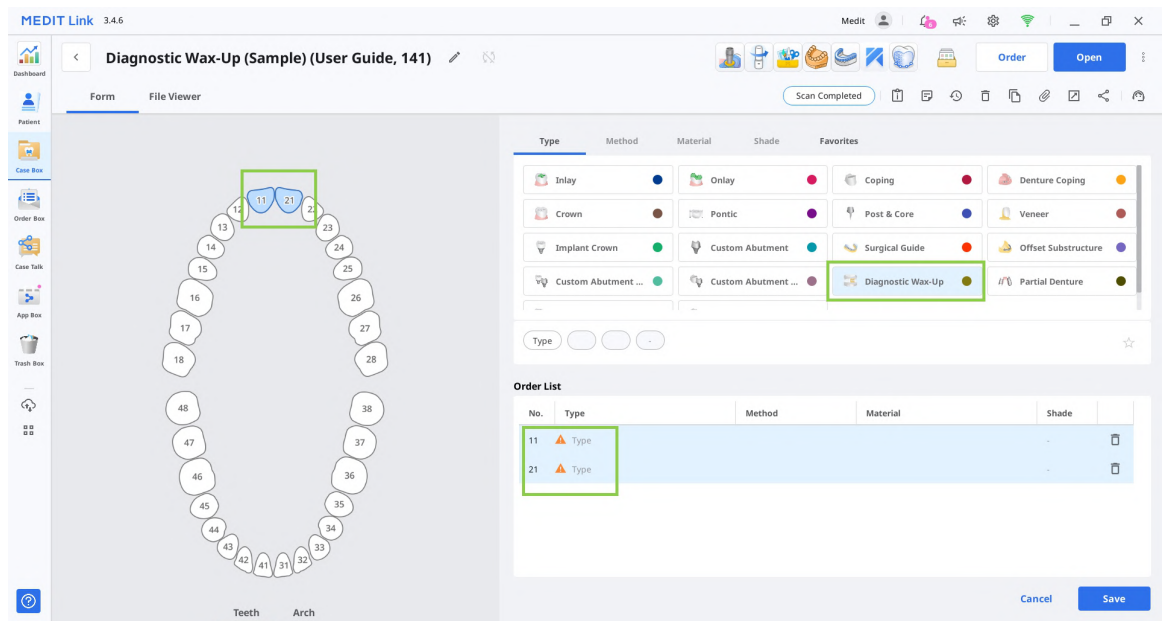 MEDIT Link 3.4.6
Medit
6
Dashboard
Patient
Case Box
Order Box
Case Talk
App Box
Trash Box
Diagnostic Wax-Up (Sample) (User Guide, 141)
Order
Open
Form File Viewer
Scan Completed
11 21
12 22
13 23
14 24
15 25
16 26
17 27
18 28
48 38
47 37
46 36
45 35
44 34
43 33
42 41 31 32
Teeth Arch
Type Method Material Shade Favorites
Inlay Onlay Coping Denture Coping
Crown Pontic Post & Core Veneer
Implant Crown Custom Abutment Surgical Guide Offset Substructure
Custom Abutment ... Custom Abutment ... Diagnostic Wax-Up Partial Denture
Type -
Order List
No. Type Method Material Shade
11 Type -
21 Type -
Cancel Save